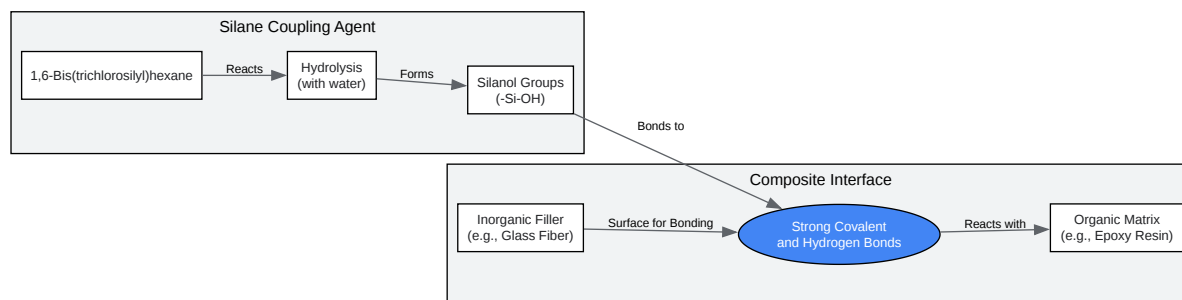 Silane Coupling Agent
1,6-Bis(trichlorosilyl)hexane
Reacts
Hydrolysis
(with water)
Forms
Silanol Groups
(-Si-OH)
Bonds to
Composite Interface
Inorganic Filler
(e.g., Glass Fiber)
Surface for Bonding
Strong Covalent
and Hydrogen Bonds
Reacts with
Organic Matrix
(e.g., Epoxy Resin)